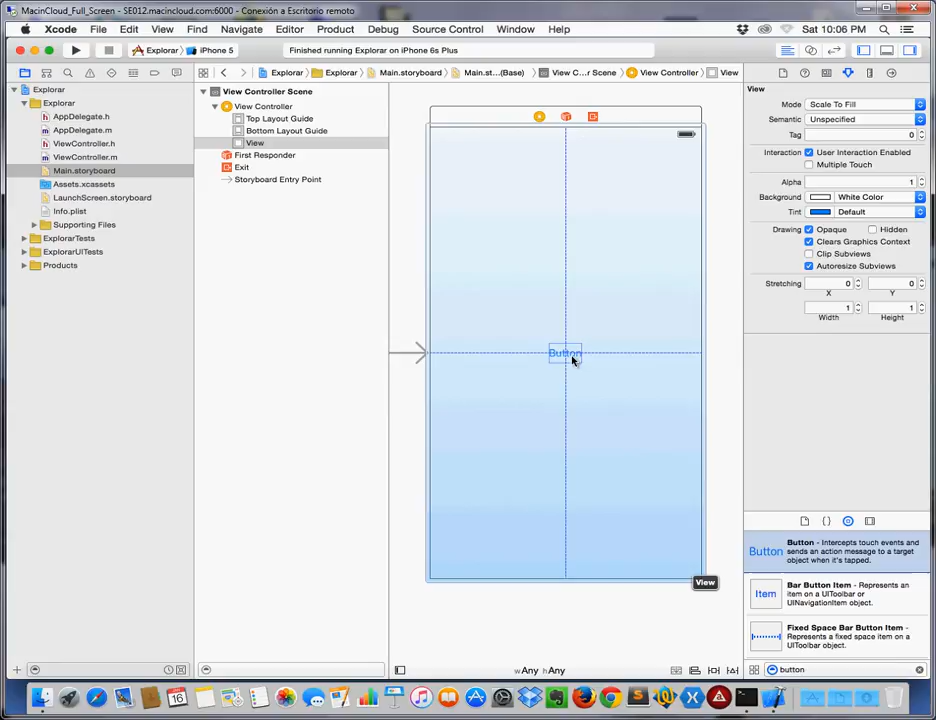 MacinCloud_Full_Screen - SE012.macincloud.com:6000 - Conexión a Escritorio remoto
Xcode File Edit View Find Navigate Editor Product Debug Source Control Window Help Sat 10:06 PM
Explorar iPhone 5 Finished running Explorar on iPhone 6s Plus
Explorar Explorar Main.storyboard Main.st...(Base) View C...r Scene View Controller View
Explorar
Explorar
AppDelegate.h
AppDelegate.m
ViewController.h
ViewController.m
Main.storyboard
Assets.xcassets
LaunchScreen.storyboard
Info.plist
Supporting Files
ExplorarTests
ExplorarUITests
Products
View Controller Scene
View Controller
Top Layout Guide
Bottom Layout Guide
View
First Responder
Exit
Storyboard Entry Point
Button
View
View
Mode Scale To Fill
Semantic Unspecified
Tag 0
Interaction User Interaction Enabled
Multiple Touch
Alpha 1
Background White Color
Tint Default
Drawing Opaque Hidden
Clears Graphics Context
Clip Subviews
Autoresize Subviews
Stretching 0 0
X Y
1 1
Width Height
Button
Button - Intercepts touch events and
sends an action message to a target
object when it's tapped.
Item
Bar Button Item - Represents an
item on a UIToolbar or
UINavigationItem object.
Fixed Space Bar Button Item -
Represents a fixed space item on a
UIToolbar object.
wAny hAny
button